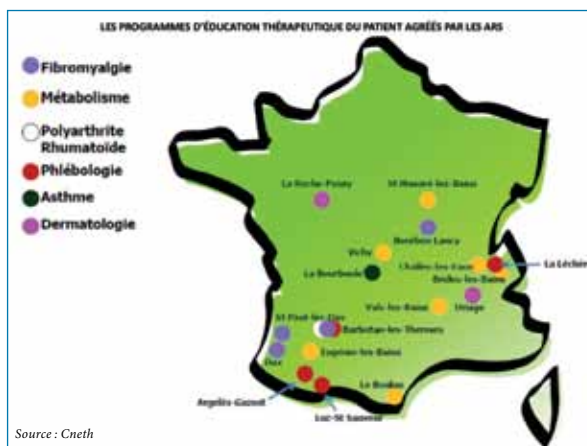 LES PROGRAMMES D'ÉDUCATION THÉRAPEUTIQUE DU PATIENT AGRÉÉS PAR LES ARS
Fibromyalgie
Métabolisme
Polyarthrite
Rhumatoïde
Phlébologie
Asthme
Dermatologie
La Roche-Posay
St Honoré-les-Bains
Bourbon Lancy
Vichy
La Bourboule
Challes-les-Eaux
La Léchère
Brides-les-Bains
Vals-les-Bains
Uriage
St Paul-les-Dax
Barbotan-les-Thermes
Dax
Eugénie-les-Bains
Argelès-Gazost
Luz-St Sauveur
Le Boulou
Source : Cneth